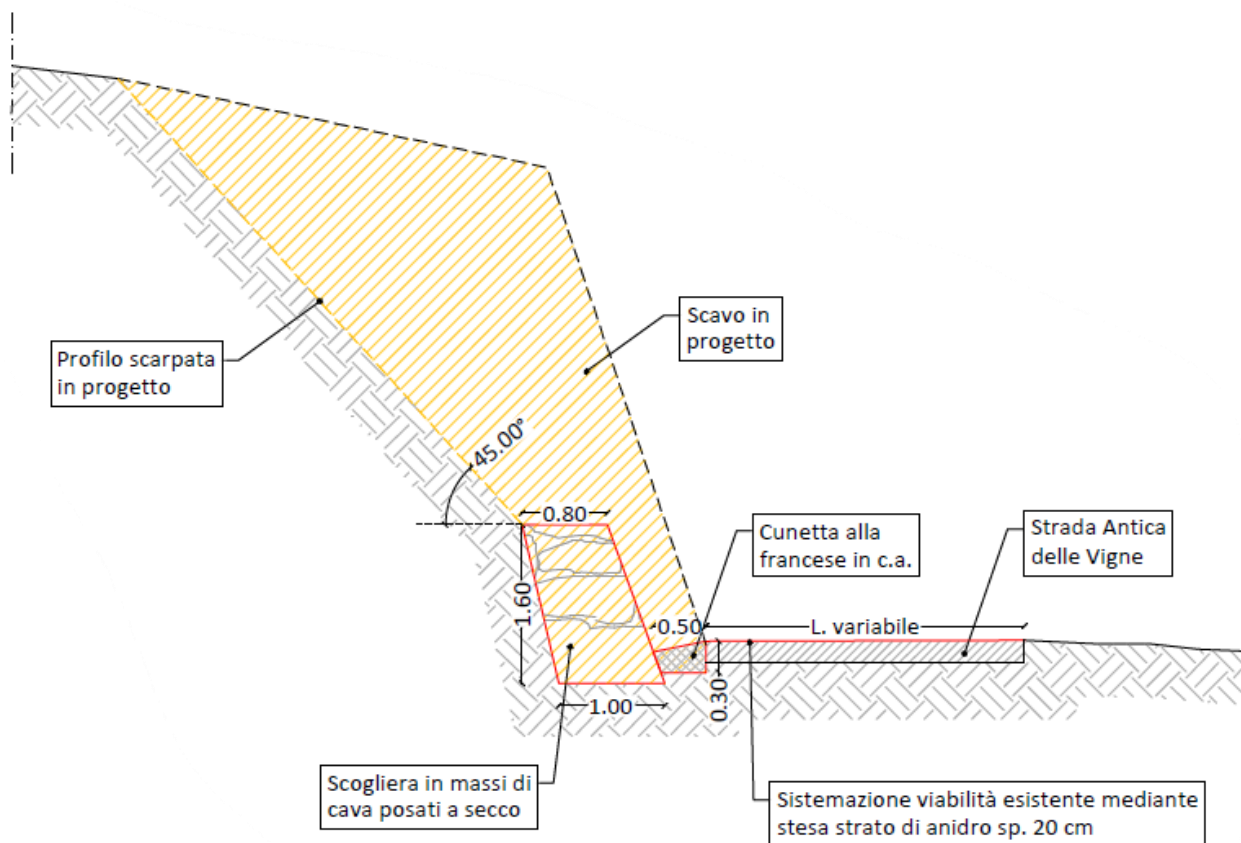 Scavo in
progetto
Profilo scarpata
in progetto
45.00°
0.80
Cunetta alla
francese in c.a.
Strada Antica
delle Vigne
1.60
0.50
L. variabile
0.30
1.00
Scogliera in massi di
cava posati a secco
Sistemazione viabilità esistente mediante
stesa strato di anidro sp. 20 cm